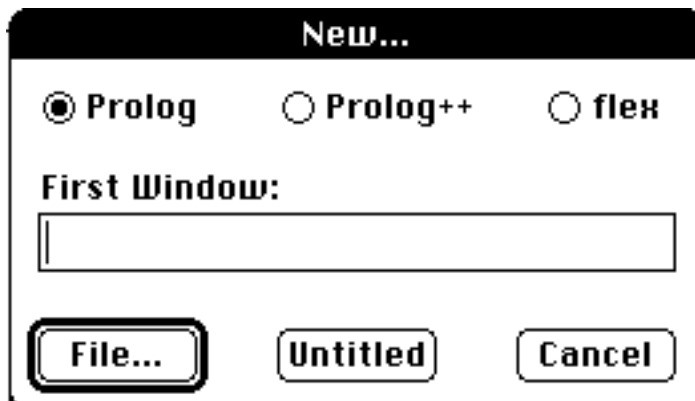 New...
Prolog Prolog++ flex
First Window:
File... Untitled Cancel